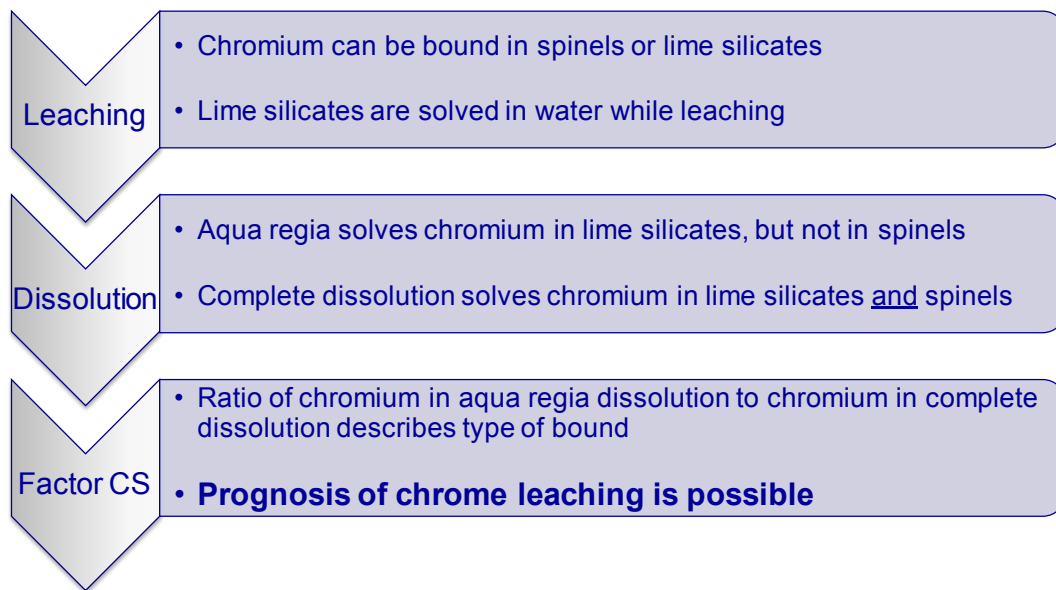 Leaching
• Chromium can be bound in spinels or lime silicates
• Lime silicates are solved in water while leaching
Dissolution
• Aqua regia solves chromium in lime silicates, but not in spinels
• Complete dissolution solves chromium in lime silicates and spinels
Factor CS
• Ratio of chromium in aqua regia dissolution to chromium in complete
dissolution describes type of bound
• Prognosis of chrome leaching is possible